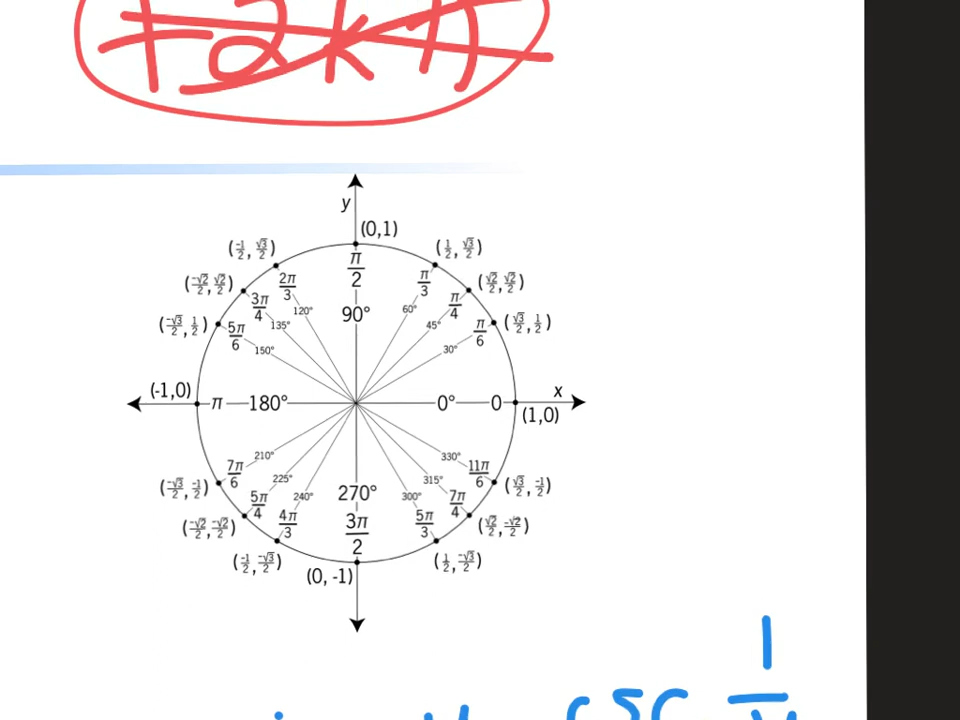 +2kπ
y
(0,1)
(-1/2, √3/2) (1/2, √3/2)
π/2
(-√2/2, √2/2) 2π/3 π/3 (√2/2, √2/2)
3π/4 120° 90° 60° π/4
(-√3/2, 1/2) 5π/6 135° 45° π/6 (√3/2, 1/2)
150° 30°
(-1,0) x
π 180° 0° 0
(1,0)
210° 330°
7π/6 225° 315° 11π/6
(-√3/2, -1/2) 240° 270° 300° (√3/2, -1/2)
5π/4 7π/4
(-√2/2, -√2/2) 4π/3 3π/2 5π/3 (√2/2, -√2/2)
(-1/2, -√3/2) (1/2, -√3/2)
(0, -1)
csc 1